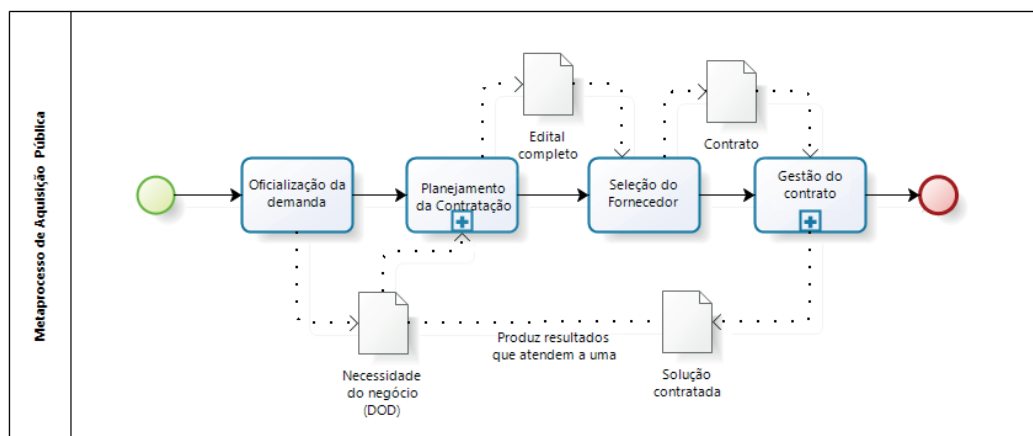 Metaprocesso de Aquisição Pública
Edital
completo
Contrato
Oficialização da
demanda
Planejamento
da Contratação
Seleção do
Fornecedor
Gestão do
contrato
Produz resultados
que atendem a uma
Necessidade
do negócio
(DOD)
Solução
contratada